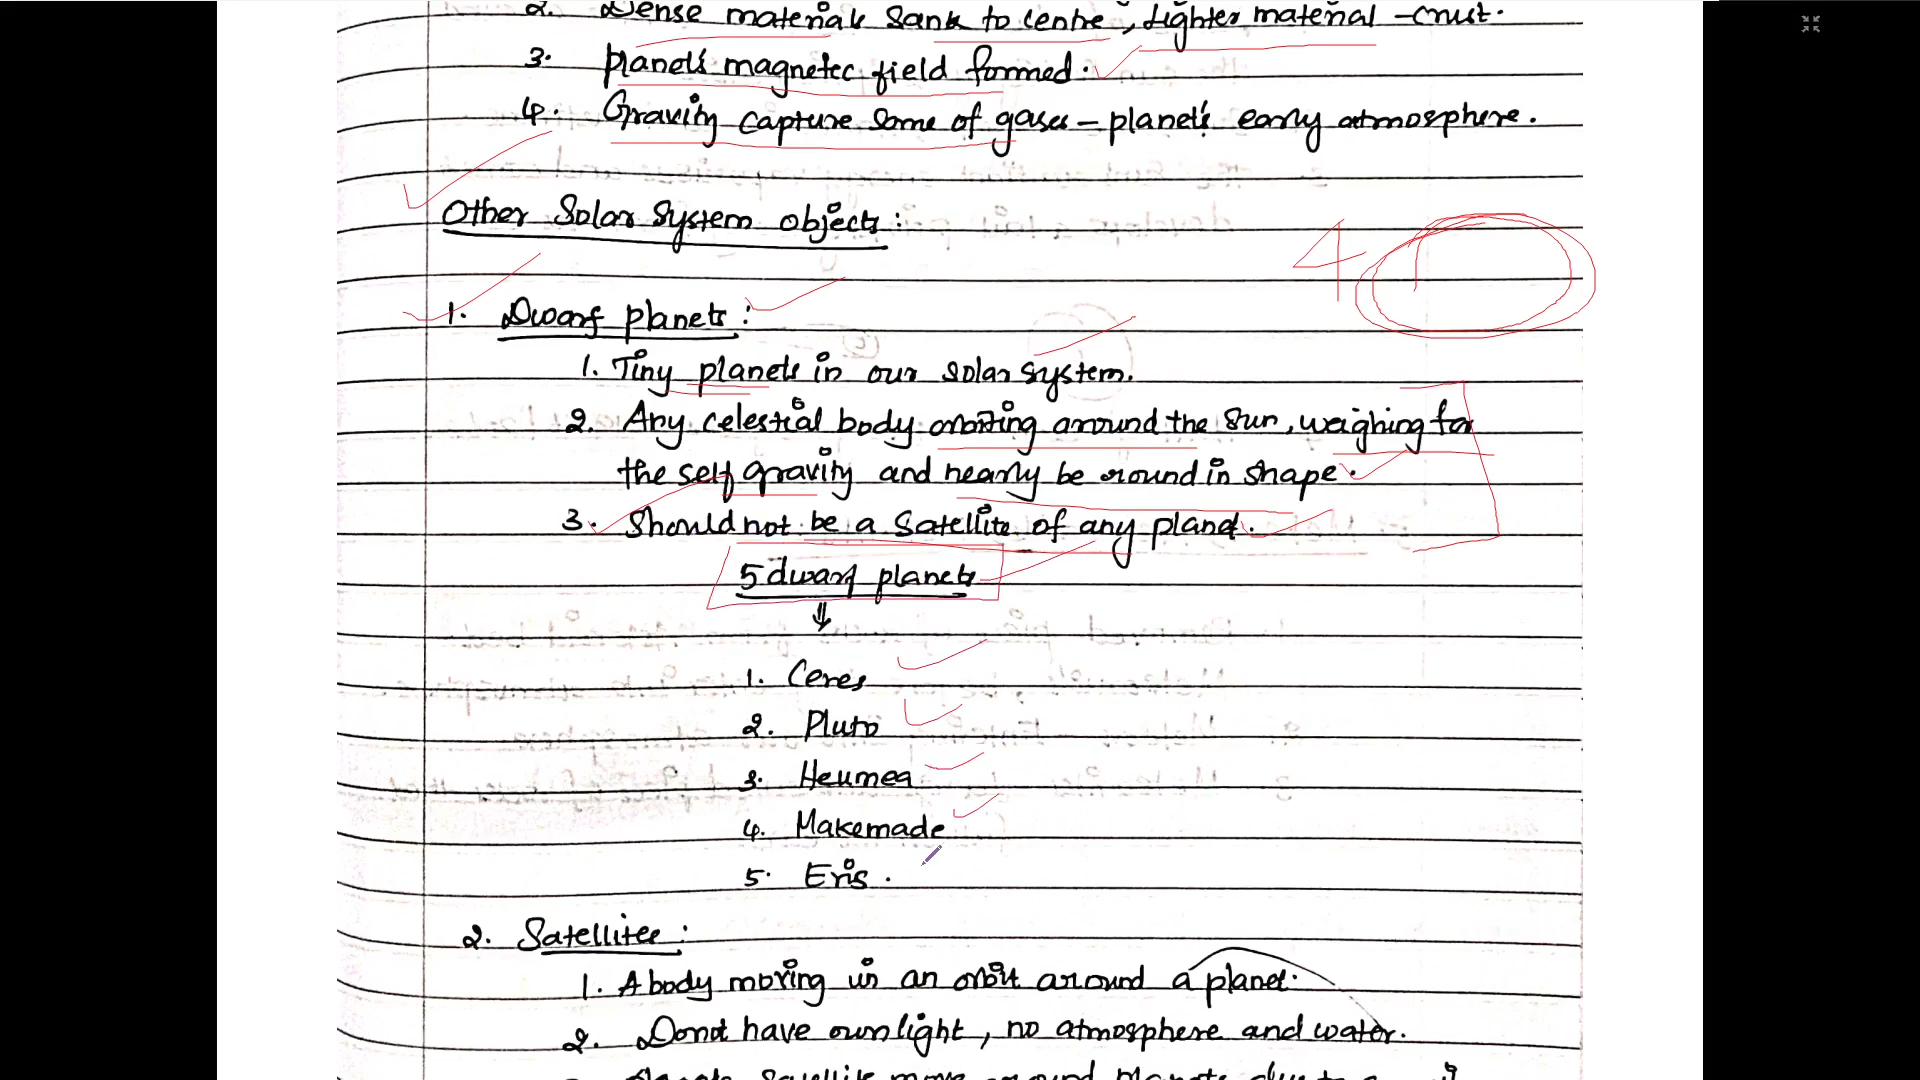 2. Dense materials sank to centre, Lighter material - crust.
3. planet's magnetic field formed.
4. Gravity capture some of gases - planet's early atmosphere.
Other Solar System objects:
4
1. Dwarf planets:
1. Tiny planets in our solar system.
2. Any celestial body orbiting around the sun, weighing for
the self gravity and nearly be round in shape.
3. Should not be a satellite of any planet.
5 dwarf planets
⇓
1. Ceres
2. Pluto
3. Heumea
4. Makemade
5. Eris.
2. Satellites:
1. A body moving in an orbit around a planet.
2. Donot have own light, no atmosphere and water.